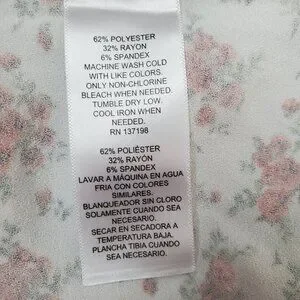 62% POLYESTER
32% RAYON
6% SPANDEX
MACHINE WASH COLD
WITH LIKE COLORS.
ONLY NON-CHLORINE
BLEACH WHEN NEEDED.
TUMBLE DRY LOW.
COOL IRON WHEN
NEEDED.
RN 137198
62% POLIÉSTER
32% RAYÓN
6% SPANDEX
LAVAR A MÁQUINA EN AGUA
FRIA CON COLORES
SIMILARES.
BLANQUEADOR SIN CLORO
SOLAMENTE CUANDO SEA
NECESARIO.
SECAR EN SECADORA A
TEMPERATURA BAJA.
PLANCHA TIBIA CUANDO
SEA NECESARIO.